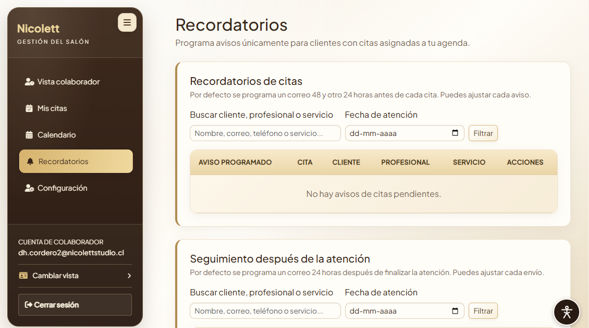 Nicolett
GESTIÓN DEL SALÓN
Vista colaborador
Mis citas
Calendario
Recordatorios
Configuración
CUENTA DE COLABORADOR
dh.cordero2@nicolettstudio.cl
Cambiar vista
Cerrar sesión
Recordatorios
Programa avisos únicamente para clientes con citas asignadas a tu agenda.
Recordatorios de citas
Por defecto se programa un correo 48 y otro 24 horas antes de cada cita. Puedes ajustar cada aviso.
Buscar cliente, profesional o servicio Fecha de atención
Nombre, correo, teléfono o servicio... dd-mm-aaaa Filtrar
AVISO PROGRAMADO CITA CLIENTE PROFESIONAL SERVICIO ACCIONES
No hay avisos de citas pendientes.
Seguimiento después de la atención
Por defecto se programa un correo 24 horas después de finalizar la atención. Puedes ajustar cada envío.
Buscar cliente, profesional o servicio Fecha de atención
Nombre, correo, teléfono o servicio... dd-mm-aaaa Filtrar